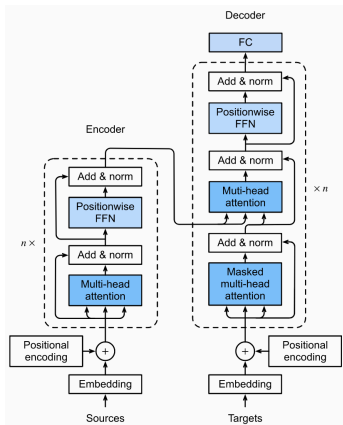 Decoder
FC
Add & norm
Positionwise
FFN
Add & norm
Muti-head
attention
× n
Add & norm
Masked
multi-head
attention
Positional
encoding
+
Embedding
Targets
Encoder
Add & norm
Positionwise
FFN
n ×
Add & norm
Multi-head
attention
Positional
encoding
+
Embedding
Sources